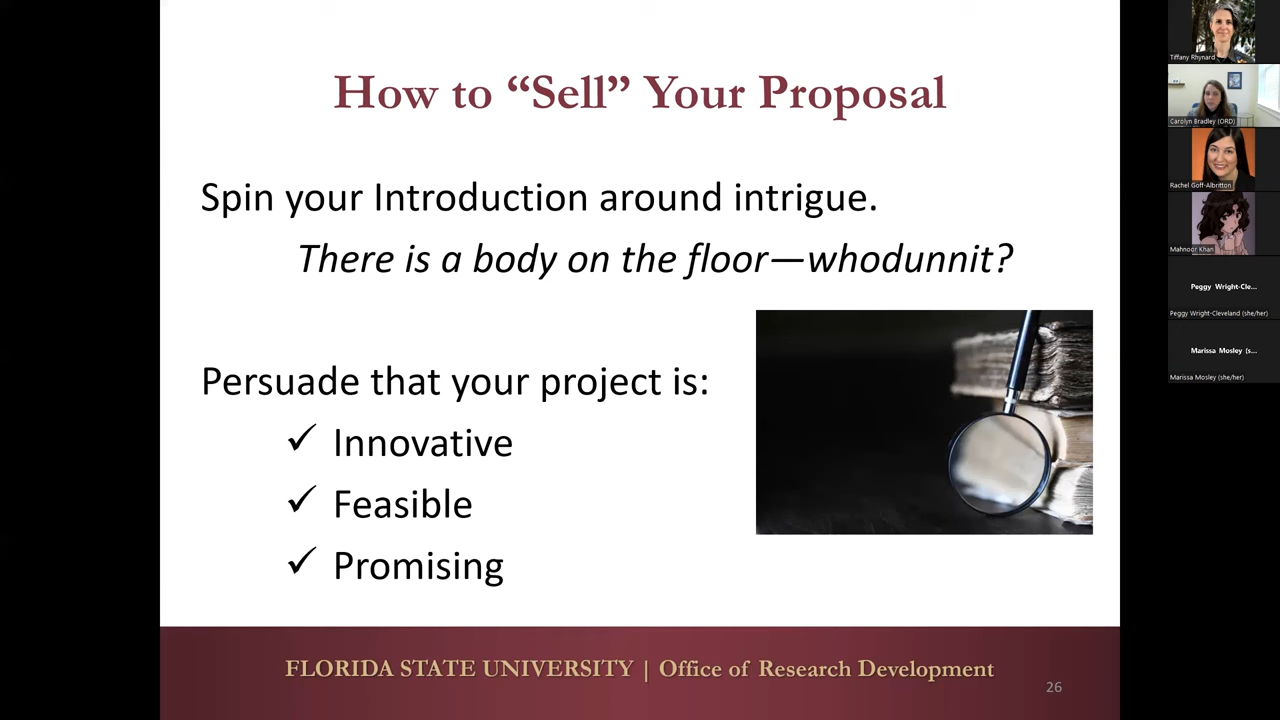 How to “Sell” Your Proposal
Spin your Introduction around intrigue.
There is a body on the floor—whodunnit?
Persuade that your project is:
✓ Innovative
✓ Feasible
✓ Promising
FLORIDA STATE UNIVERSITY | Office of Research Development
26
Tiffany Rhynard
Carolyn Bradley (ORD)
Rachel Goff-Albritton
Mahnoor Khan
Peggy Wright-Cle...
Peggy Wright-Cleveland (she/her)
Marissa Mosley (s...
Marissa Mosley (she/her)